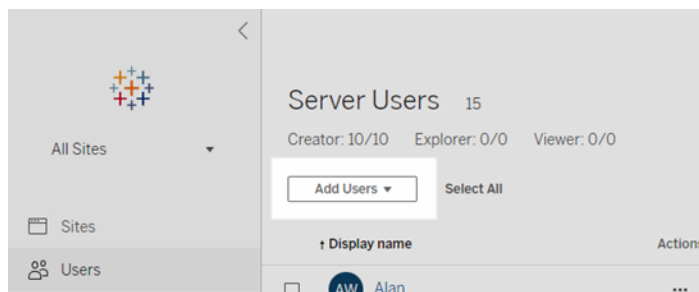 Server Users 15
Creator: 10/10 Explorer: 0/0 Viewer: 0/0
All Sites
Add Users Select All
Sites
↑ Display name Actions
Users
AW Alan